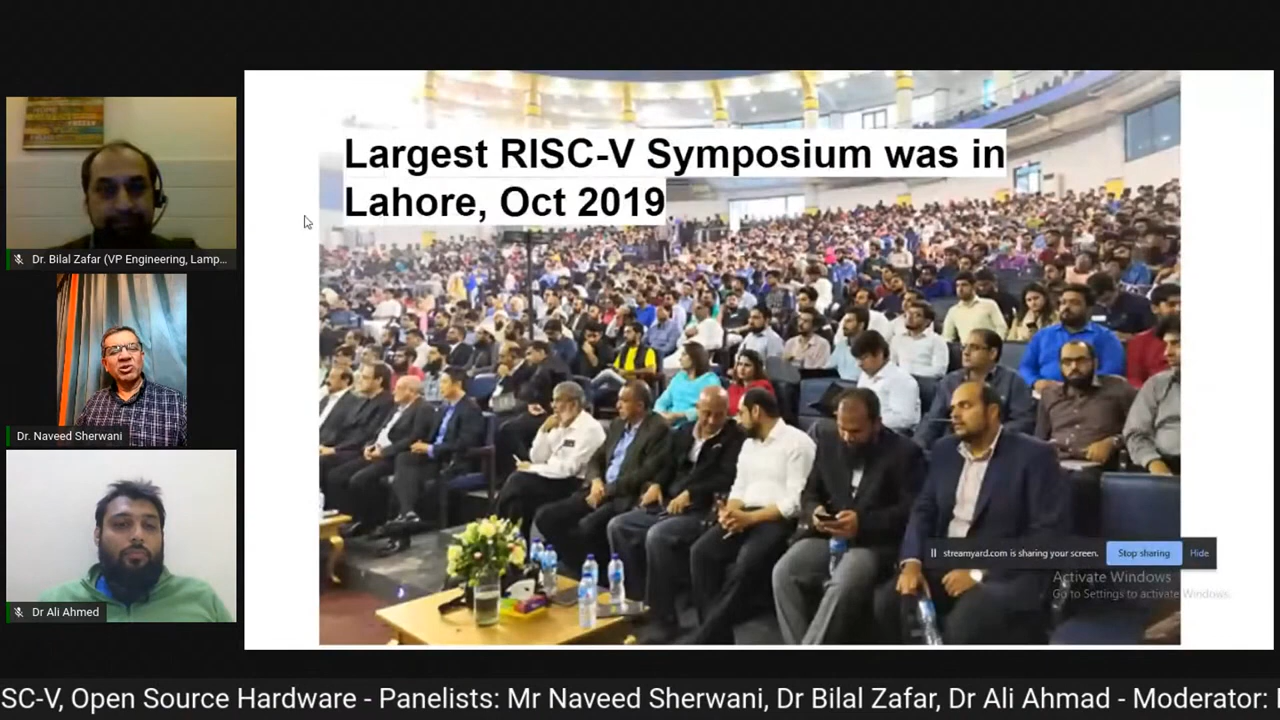 Largest RISC-V Symposium was in
Lahore, Oct 2019
Dr. Bilal Zafar (VP Engineering, Lamp...
Dr. Naveed Sherwani
Dr Ali Ahmed
streamyard.com is sharing your screen.
Stop sharing
Hide
Activate Windows
Go to Settings to activate Windows.
SC-V, Open Source Hardware - Panelists: Mr Naveed Sherwani, Dr Bilal Zafar, Dr Ali Ahmad - Moderator: